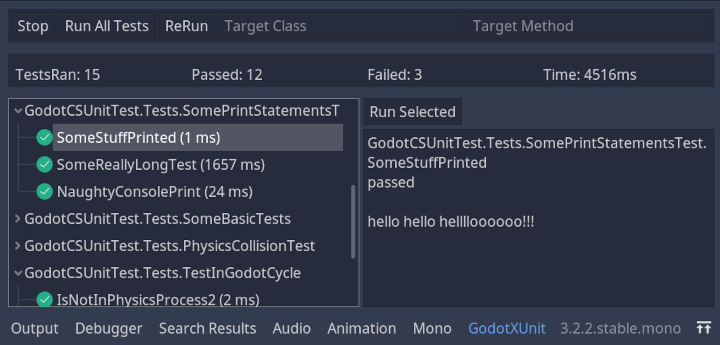 Stop Run All Tests ReRun Target Class Target Method
TestsRan: 15 Passed: 12 Failed: 3 Time: 4516ms
GodotCSUnitTest.Tests.SomePrintStatementsT
SomeStuffPrinted (1 ms)
SomeReallyLongTest (1657 ms)
NaughtyConsolePrint (24 ms)
GodotCSUnitTest.Tests.SomeBasicTests
GodotCSUnitTest.Tests.PhysicsCollisionTest
GodotCSUnitTest.Tests.TestInGodotCycle
IsNotInPhysicsProcess2 (2 ms)
Run Selected
GodotCSUnitTest.Tests.SomePrintStatementsTest.
SomeStuffPrinted
passed
hello hello helllloooooo!!!
Output Debugger Search Results Audio Animation Mono GodotXUnit 3.2.2.stable.mono